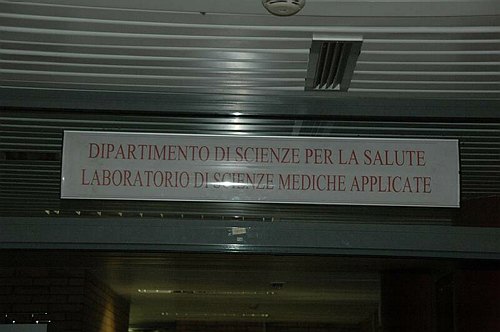 DIPARTIMENTO DI SCIENZE PER LA SALUTE
LABORATORIO DI SCIENZE MEDICHE APPLICATE